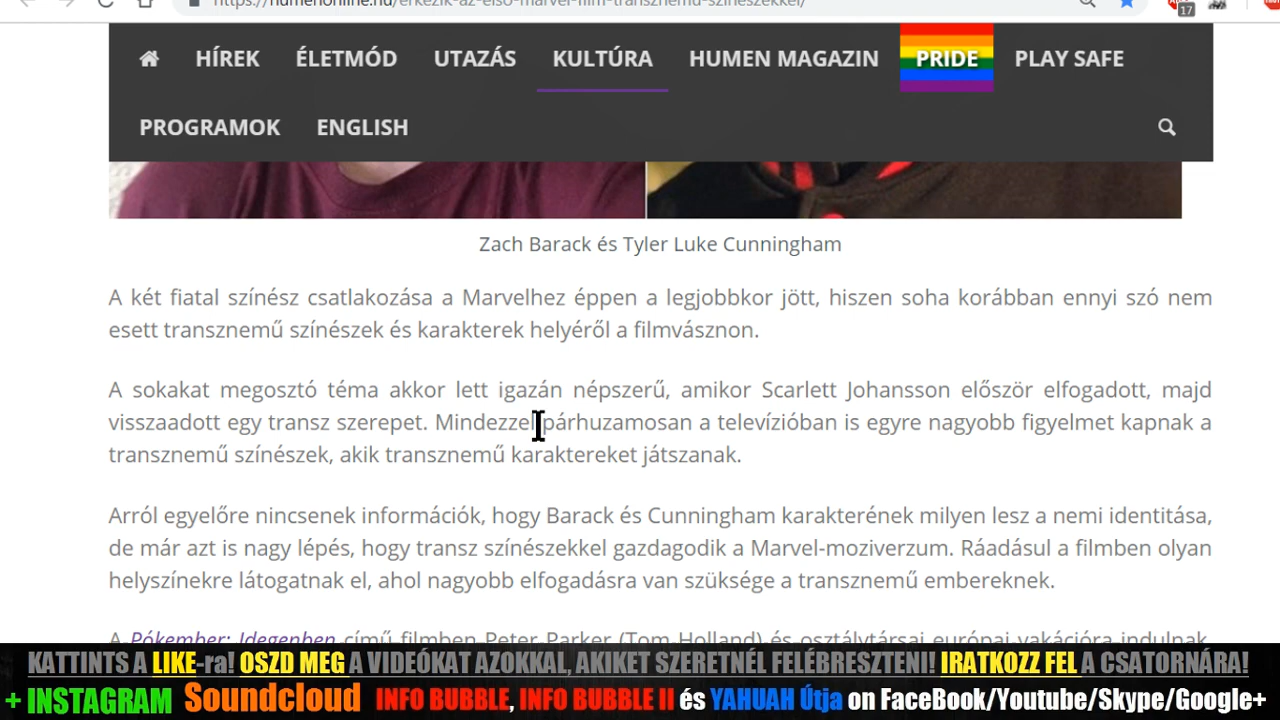 https://humenonline.hu/erkezik-az-elso-marvel-film-transznemu-szineszekkel/
17
HÍREK ÉLETMÓD UTAZÁS KULTÚRA HUMEN MAGAZIN PRIDE PLAY SAFE
PROGRAMOK ENGLISH
Zach Barack és Tyler Luke Cunningham
A két fiatal színész csatlakozása a Marvelhez éppen a legjobbkor jött, hiszen soha korábban ennyi szó nem
esett transznemű színészek és karakterek helyéről a filmvásznon.
A sokakat megosztó téma akkor lett igazán népszerű, amikor Scarlett Johansson először elfogadott, majd
visszaadott egy transz szerepet. Mindezzel párhuzamosan a televízióban is egyre nagyobb figyelmet kapnak a
transznemű színészek, akik transznemű karaktereket játszanak.
Arról egyelőre nincsenek információk, hogy Barack és Cunningham karakterének milyen lesz a nemi identitása,
de már azt is nagy lépés, hogy transz színészekkel gazdagodik a Marvel-moziverzum. Ráadásul a filmben olyan
helyszínekre látogatnak el, ahol nagyobb elfogadásra van szüksége a transznemű embereknek.
A Pókember: Idegenben című filmben Peter Parker (Tom Holland) és osztálytársai európai vakációra indulnak,
KATTINTS A LIKE-ra! OSZD MEG A VIDEÓKAT AZOKKAL, AKIKET SZERETNÉL FELÉBRESZTENI! IRATKOZZ FEL A CSATORNÁRA!
+ INSTAGRAM Soundcloud INFO BUBBLE, INFO BUBBLE II és YAHUAH Útja on FaceBook/Youtube/Skype/Google+